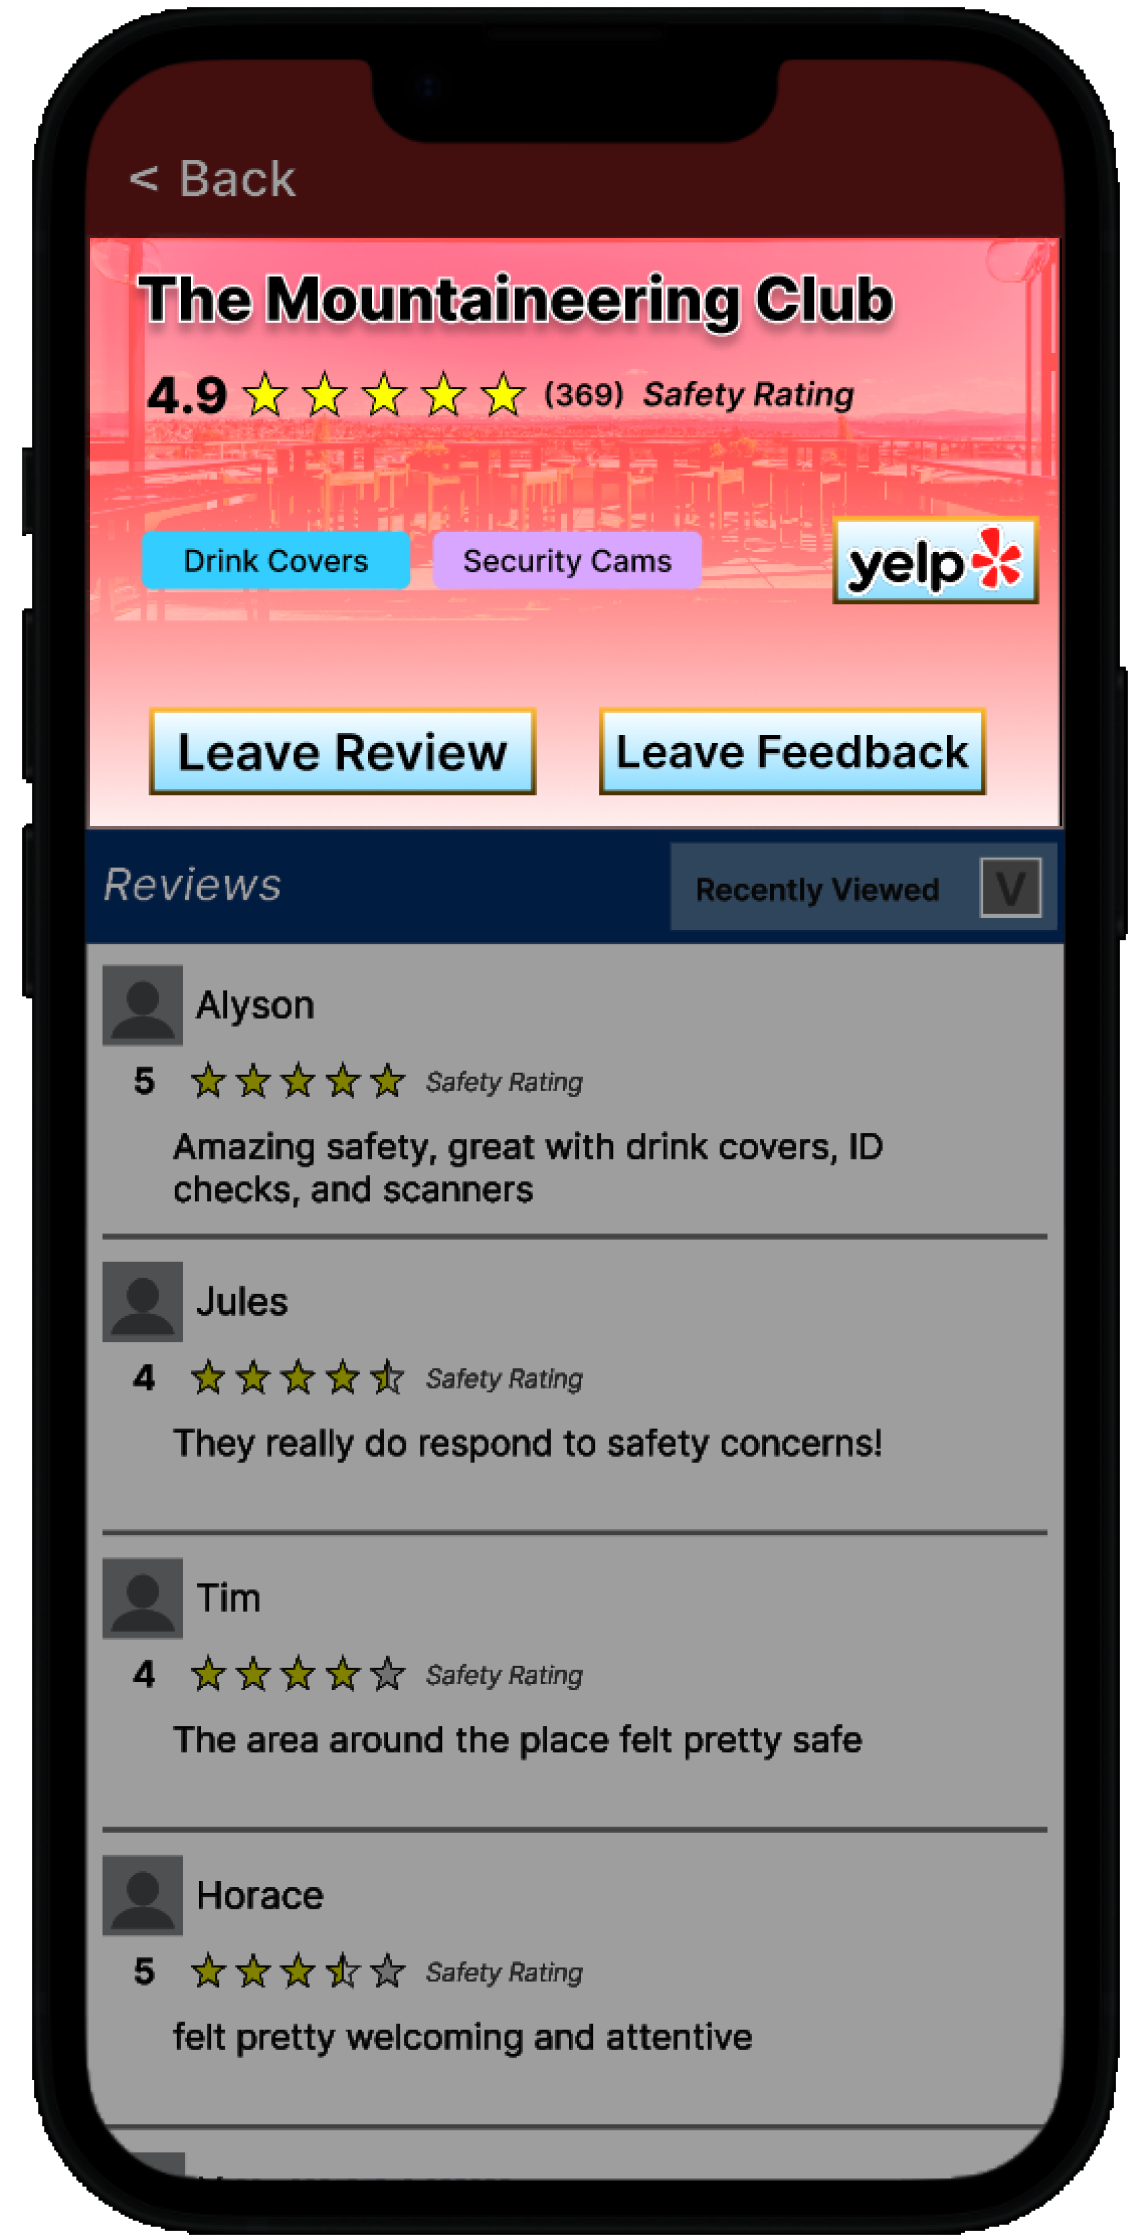 < Back
The Mountaineering Club
4.9 (369) Safety Rating
Drink Covers Security Cams yelp
Leave Review Leave Feedback
Reviews Recently Viewed V
Alyson
5 Safety Rating
Amazing safety, great with drink covers, ID
checks, and scanners
Jules
4 Safety Rating
They really do respond to safety concerns!
Tim
4 Safety Rating
The area around the place felt pretty safe
Horace
5 Safety Rating
felt pretty welcoming and attentive